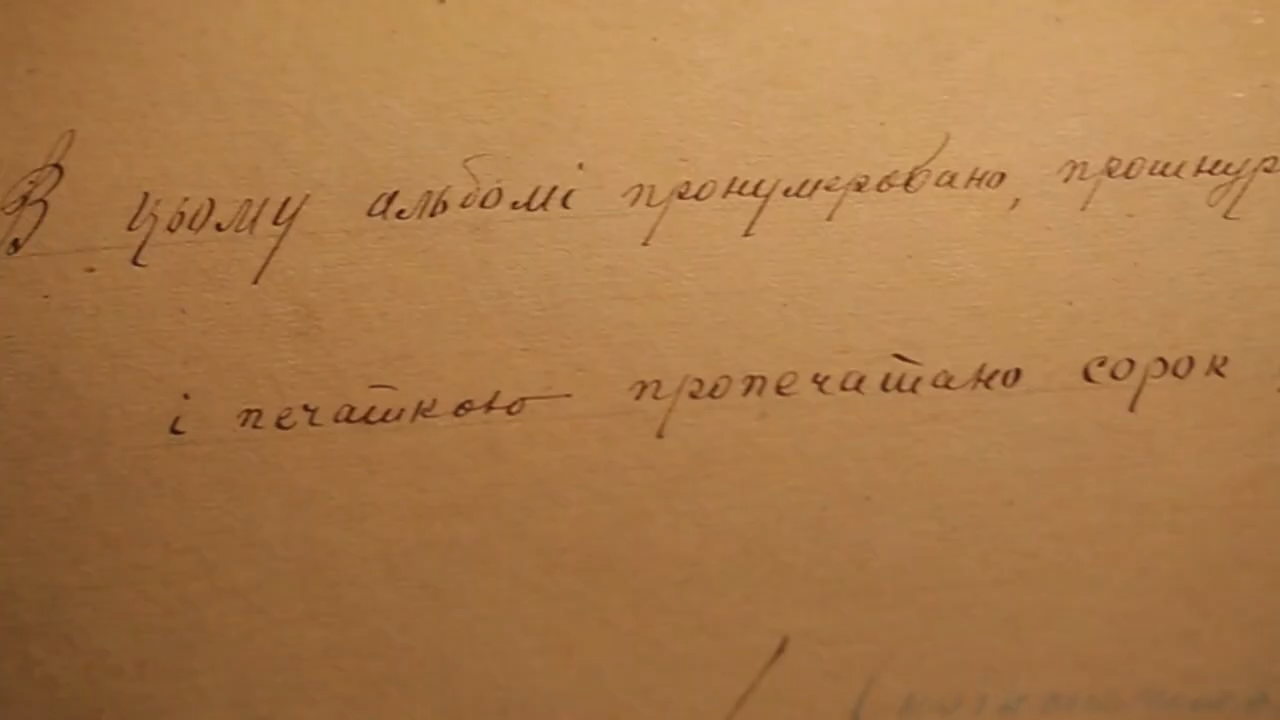 В цьому альбомі пронумеровано, прошнур
і печаткою пропечатано сорок